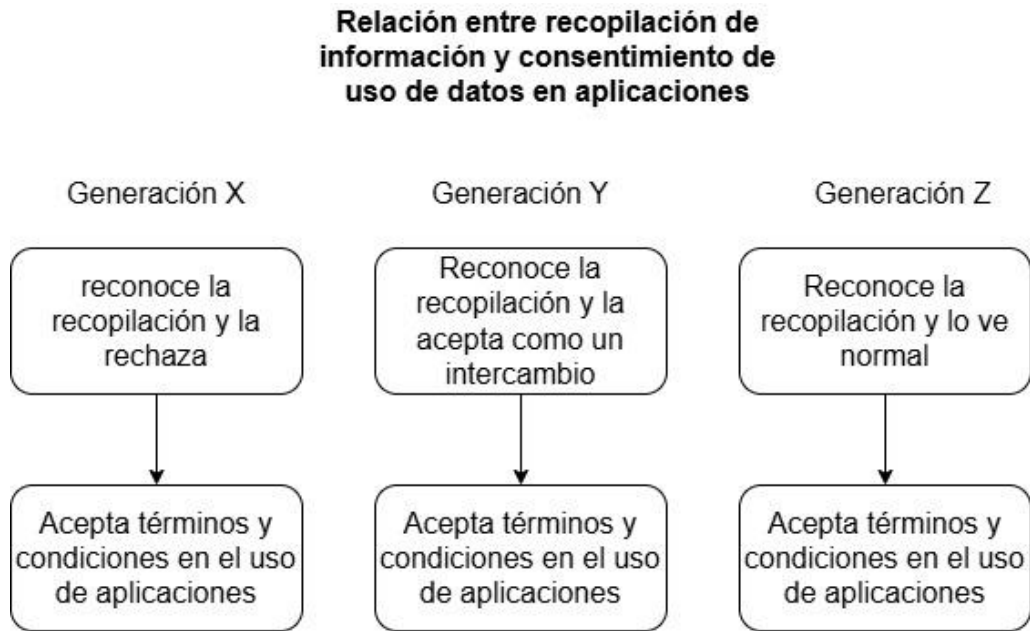 Relación entre recopilación de
información y consentimiento de
uso de datos en aplicaciones
Generación X
Generación Y
Generación Z
reconoce la
recopilación y la
rechaza
Reconoce la
recopilación y la
acepta como un
intercambio
Reconoce la
recopilación y lo ve
normal
Acepta términos y
condiciones en el uso
de aplicaciones
Acepta términos y
condiciones en el uso
de aplicaciones
Acepta términos y
condiciones en el uso
de aplicaciones